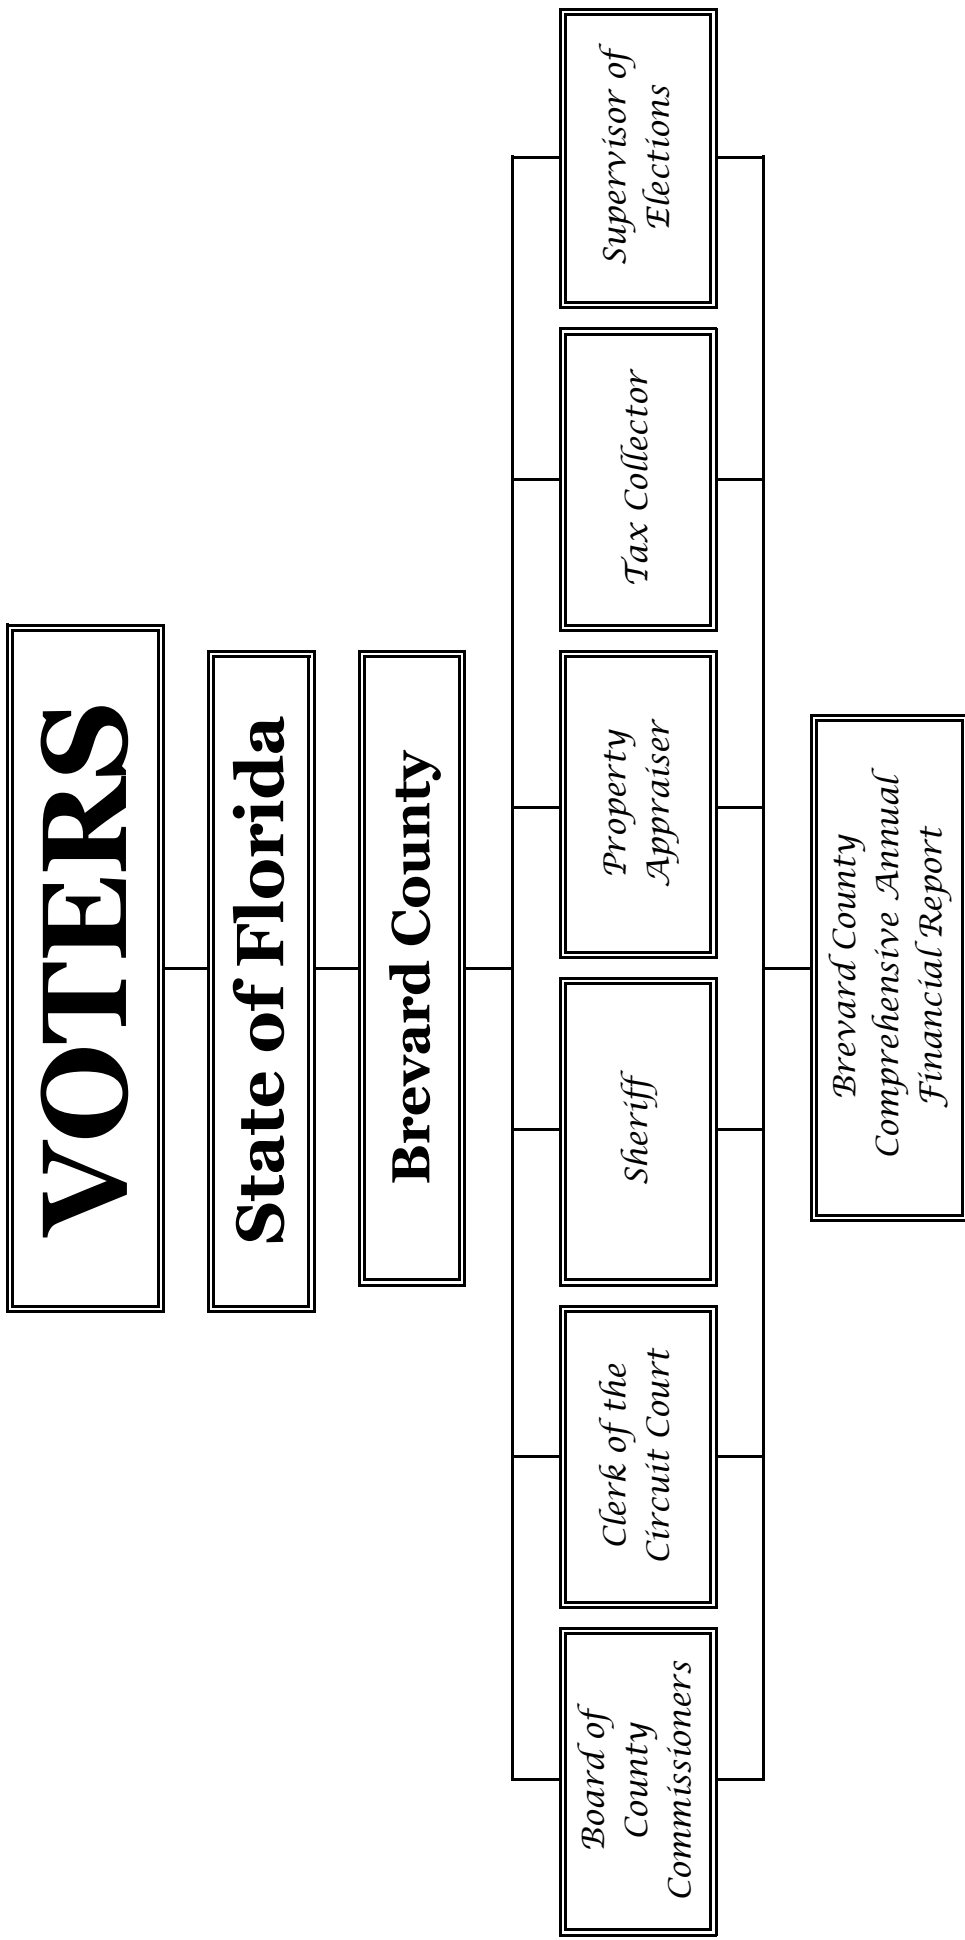 VOTERS
State of Florida
Brevard County
Board of
County
Commissioners
Clerk of the
Circuit Court
Sheriff
Property
Appraiser
Tax Collector
Supervisor of
Elections
Brevard County
Comprehensive Annual
Financial Report